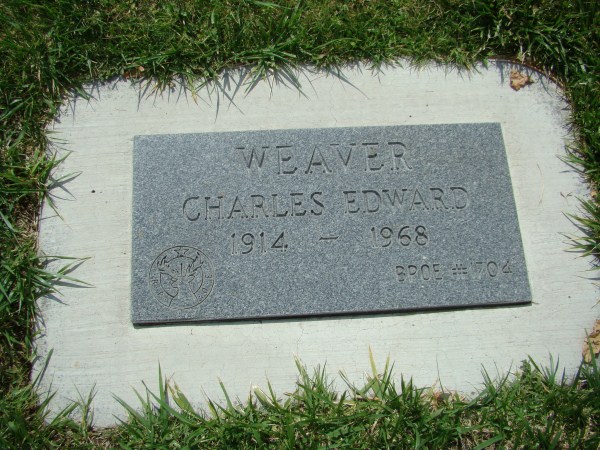 WEAVER
CHARLES EDWARD
1914 - 1968
BPOE #1704